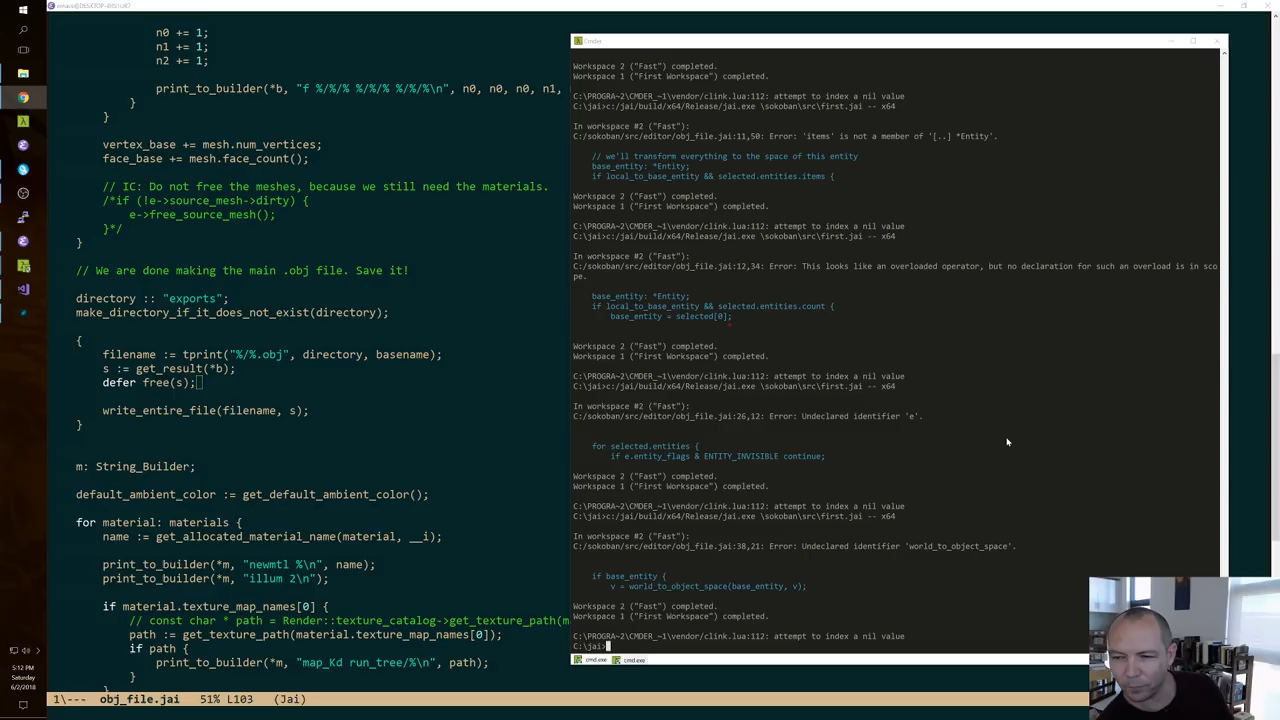 n0 += 1;
n1 += 1;
n2 += 1;
print_to_builder(*b, "f %/%/% %/%/% %/%/%\n", n0, n0, n0, n1,
}
vertex_base += mesh.num_vertices;
face_base += mesh.face_count();
// IC: Do not free the meshes, because we still need the materials.
/*if (!e->source_mesh->dirty) {
e->free_source_mesh();
}*/
}
// We are done making the main .obj file. Save it!
directory :: "exports";
make_directory_if_it_does_not_exist(directory);
{
filename := tprint("%/%.obj", directory, basename);
s := get_result(*b);
defer free(s);
write_entire_file(filename, s);
}
m: String_Builder;
default_ambient_color := get_default_ambient_color();
for material: materials {
name := get_allocated_material_name(material, __i);
print_to_builder(*m, "newmtl %\n", name);
print_to_builder(*m, "illum 2\n");
if material.texture_map_names[0] {
// const char * path = Render::texture_catalog->get_texture_path(m
path := get_texture_path(material.texture_map_names[0]);
if path {
print_to_builder(*m, "map_Kd run_tree/%\n", path);
}
1\--- obj_file.jai 51% L103 (Jai)
Cmder
Workspace 2 ("Fast") completed.
Workspace 1 ("First Workspace") completed.
C:\PROGRA~2\CMDER_~1\vendor/clink.lua:112: attempt to index a nil value
C:\jai>c:/jai/build/x64/Release/jai.exe \sokoban\src\first.jai -- x64
In workspace #2 ("Fast"):
C:/sokoban/src/editor/obj_file.jai:11,50: Error: 'items' is not a member of '[..] *Entity'.
// we'll transform everything to the space of this entity
base_entity: *Entity;
if local_to_base_entity && selected.entities.items {
Workspace 2 ("Fast") completed.
Workspace 1 ("First Workspace") completed.
C:\PROGRA~2\CMDER_~1\vendor/clink.lua:112: attempt to index a nil value
C:\jai>c:/jai/build/x64/Release/jai.exe \sokoban\src\first.jai -- x64
In workspace #2 ("Fast"):
C:/sokoban/src/editor/obj_file.jai:12,34: Error: This looks like an overloaded operator, but no declaration for such an overload is in sco
pe.
base_entity: *Entity;
if local_to_base_entity && selected.entities.count {
base_entity = selected[0];
Workspace 2 ("Fast") completed.
Workspace 1 ("First Workspace") completed.
C:\PROGRA~2\CMDER_~1\vendor/clink.lua:112: attempt to index a nil value
C:\jai>c:/jai/build/x64/Release/jai.exe \sokoban\src\first.jai -- x64
In workspace #2 ("Fast"):
C:/sokoban/src/editor/obj_file.jai:26,12: Error: Undeclared identifier 'e'.
for selected.entities {
if e.entity_flags & ENTITY_INVISIBLE continue;
Workspace 2 ("Fast") completed.
Workspace 1 ("First Workspace") completed.
C:\PROGRA~2\CMDER_~1\vendor/clink.lua:112: attempt to index a nil value
C:\jai>c:/jai/build/x64/Release/jai.exe \sokoban\src\first.jai -- x64
In workspace #2 ("Fast"):
C:/sokoban/src/editor/obj_file.jai:38,21: Error: Undeclared identifier 'world_to_object_space'.
if base_entity {
v = world_to_object_space(base_entity, v);
Workspace 2 ("Fast") completed.
Workspace 1 ("First Workspace") completed.
C:\PROGRA~2\CMDER_~1\vendor/clink.lua:112: attempt to index a nil value
C:\jai>
cmd.exe cmd.exe
5:12 PM
Saturday
6/2/2018